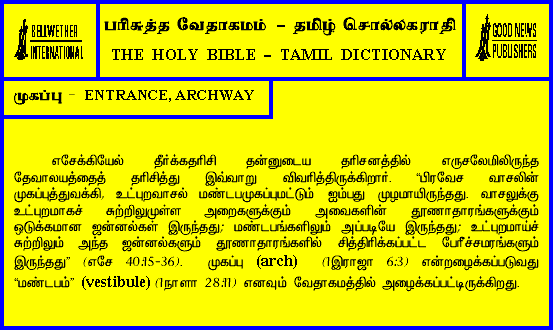 BELLWETHER
INTERNATIONAL
பரிசுத்த வேதாகமம் – தமிழ் சொல்லகராதி
THE HOLY BIBLE – TAMIL DICTIONARY
GOOD NEWS
PUBLISHERS
முகப்பு - ENTRANCE, ARCHWAY
எசேக்கியேல் தீர்க்கதரிசி தன்னுடைய தரிசனத்தில் எருசலேமிலிருந்த
தேவாலயத்தைத் தரிசித்து இவ்வாறு விவரித்திருக்கிறார். “பிரவேச வாசலின்
முகப்புத்துவக்கி, உட்புறவாசல் மண்டபமுகப்புமட்டும் ஐம்பது முழமாயிருந்தது. வாசலுக்கு
உட்புறமாகச் சுற்றிலுமுள்ள அறைகளுக்கும் அவைகளின் தூணாதாரங்களுக்கும்
ஒடுக்கமான ஜன்னல்கள் இருந்தது; மண்டபங்களிலும் அப்படியே இருந்தது; உட்புறமாய்ச்
சுற்றிலும் அந்த ஜன்னல்களும் தூணாதாரங்களில் சித்திரிக்கப்பட்ட பேரீச்சமரங்களும்
இருந்தது” (எசே 40:15-36). முகப்பு (arch) (1இராஜா 6:3) என்றழைக்கப்படுவது
“மண்டபம்” (vestibule) (1நாளா 28:11) எனவும் வேதாகமத்தில் அழைக்கப்பட்டிருக்கிறது.